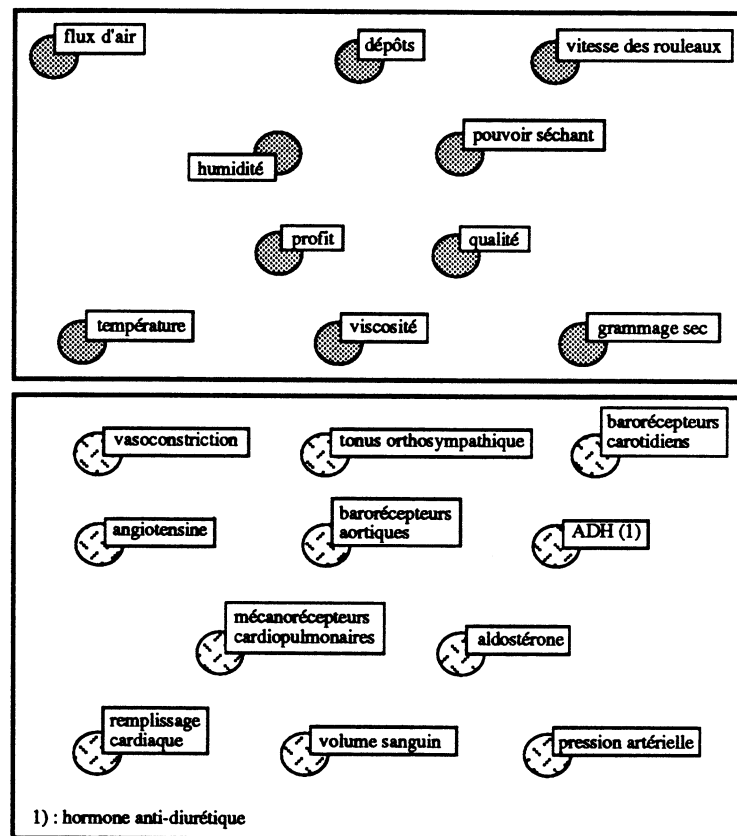 flux d'air
dépôts
vitesse des rouleaux
humidité
pouvoir séchant
profit
qualité
température
viscosité
grammage sec
vasoconstriction
tonus orthosympathique
barorécepteurs
carotidiens
angiotensine
barorécepteurs
aortiques
ADH (1)
mécanorécepteurs
cardiopulmonaires
aldostérone
remplissage
cardiaque
volume sanguin
pression artérielle
1) : hormone anti-diurétique